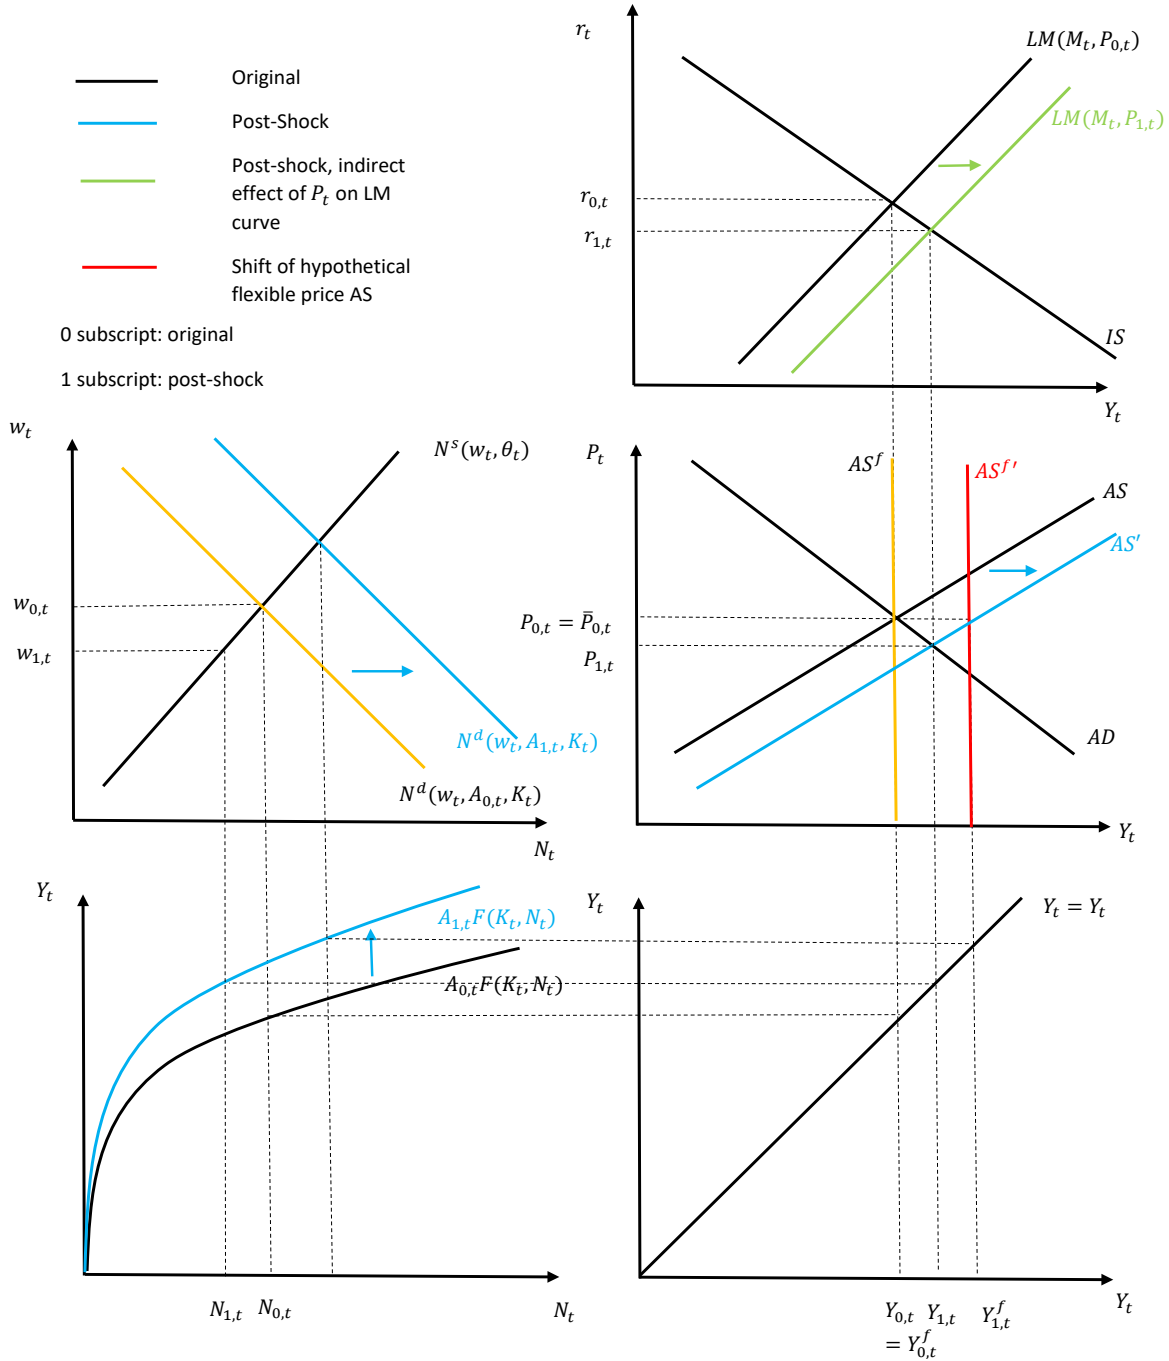 Original
Post-Shock
Post-shock, indirect
effect of P_t on LM
curve
Shift of hypothetical
flexible price AS
0 subscript: original
1 subscript: post-shock
r_t
LM(M_t, P_{0,t})
LM(M_t, P_{1,t})
r_{0,t}
r_{1,t}
IS
Y_t
w_t
N^s(w_t, θ_t)
w_{0,t}
w_{1,t}
N^d(w_t, A_{1,t}, K_t)
N^d(w_t, A_{0,t}, K_t)
N_t
P_t
AS^f
AS^{f′}
AS
AS′
P_{0,t} = P̄_{0,t}
P_{1,t}
AD
Y_t
Y_t
A_{1,t}F(K_t, N_t)
A_{0,t}F(K_t, N_t)
N_{1,t}
N_{0,t}
N_t
Y_t
Y_t = Y_t
Y_{0,t}
= Y^f_{0,t}
Y_{1,t}
Y^f_{1,t}
Y_t